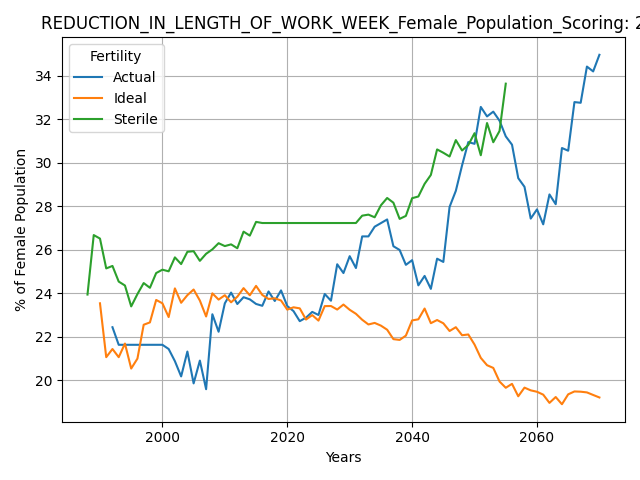 REDUCTION_IN_LENGTH_OF_WORK_WEEK_Female_Population_Scoring: 2
Fertility
Actual
Ideal
Sterile
% of Female Population
34
32
30
28
26
24
22
20
2000 2020 2040 2060
Years